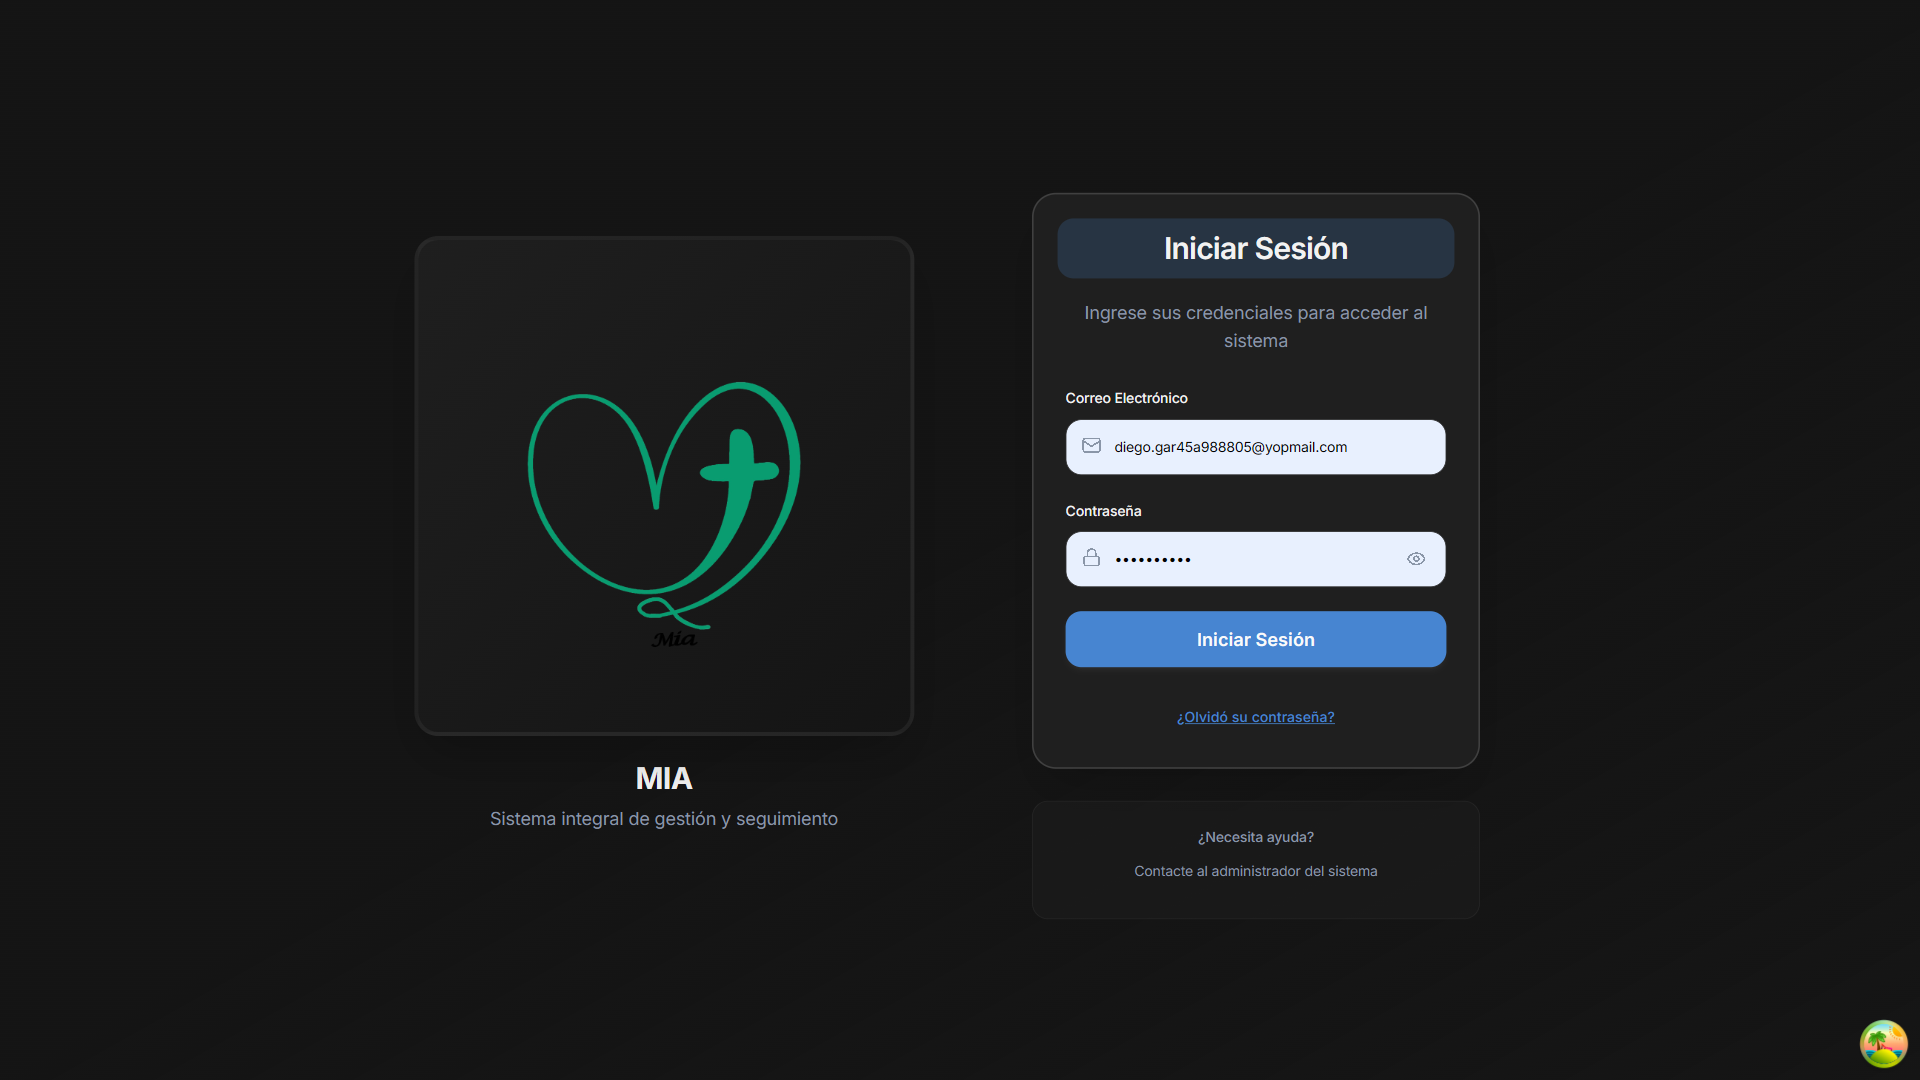 Mia
MIA
Sistema integral de gestión y seguimiento
Iniciar Sesión
Ingrese sus credenciales para acceder al
sistema
Correo Electrónico
diego.gar45a988805@yopmail.com
Contraseña
••••••••••
Iniciar Sesión
¿Olvidó su contraseña?
¿Necesita ayuda?
Contacte al administrador del sistema